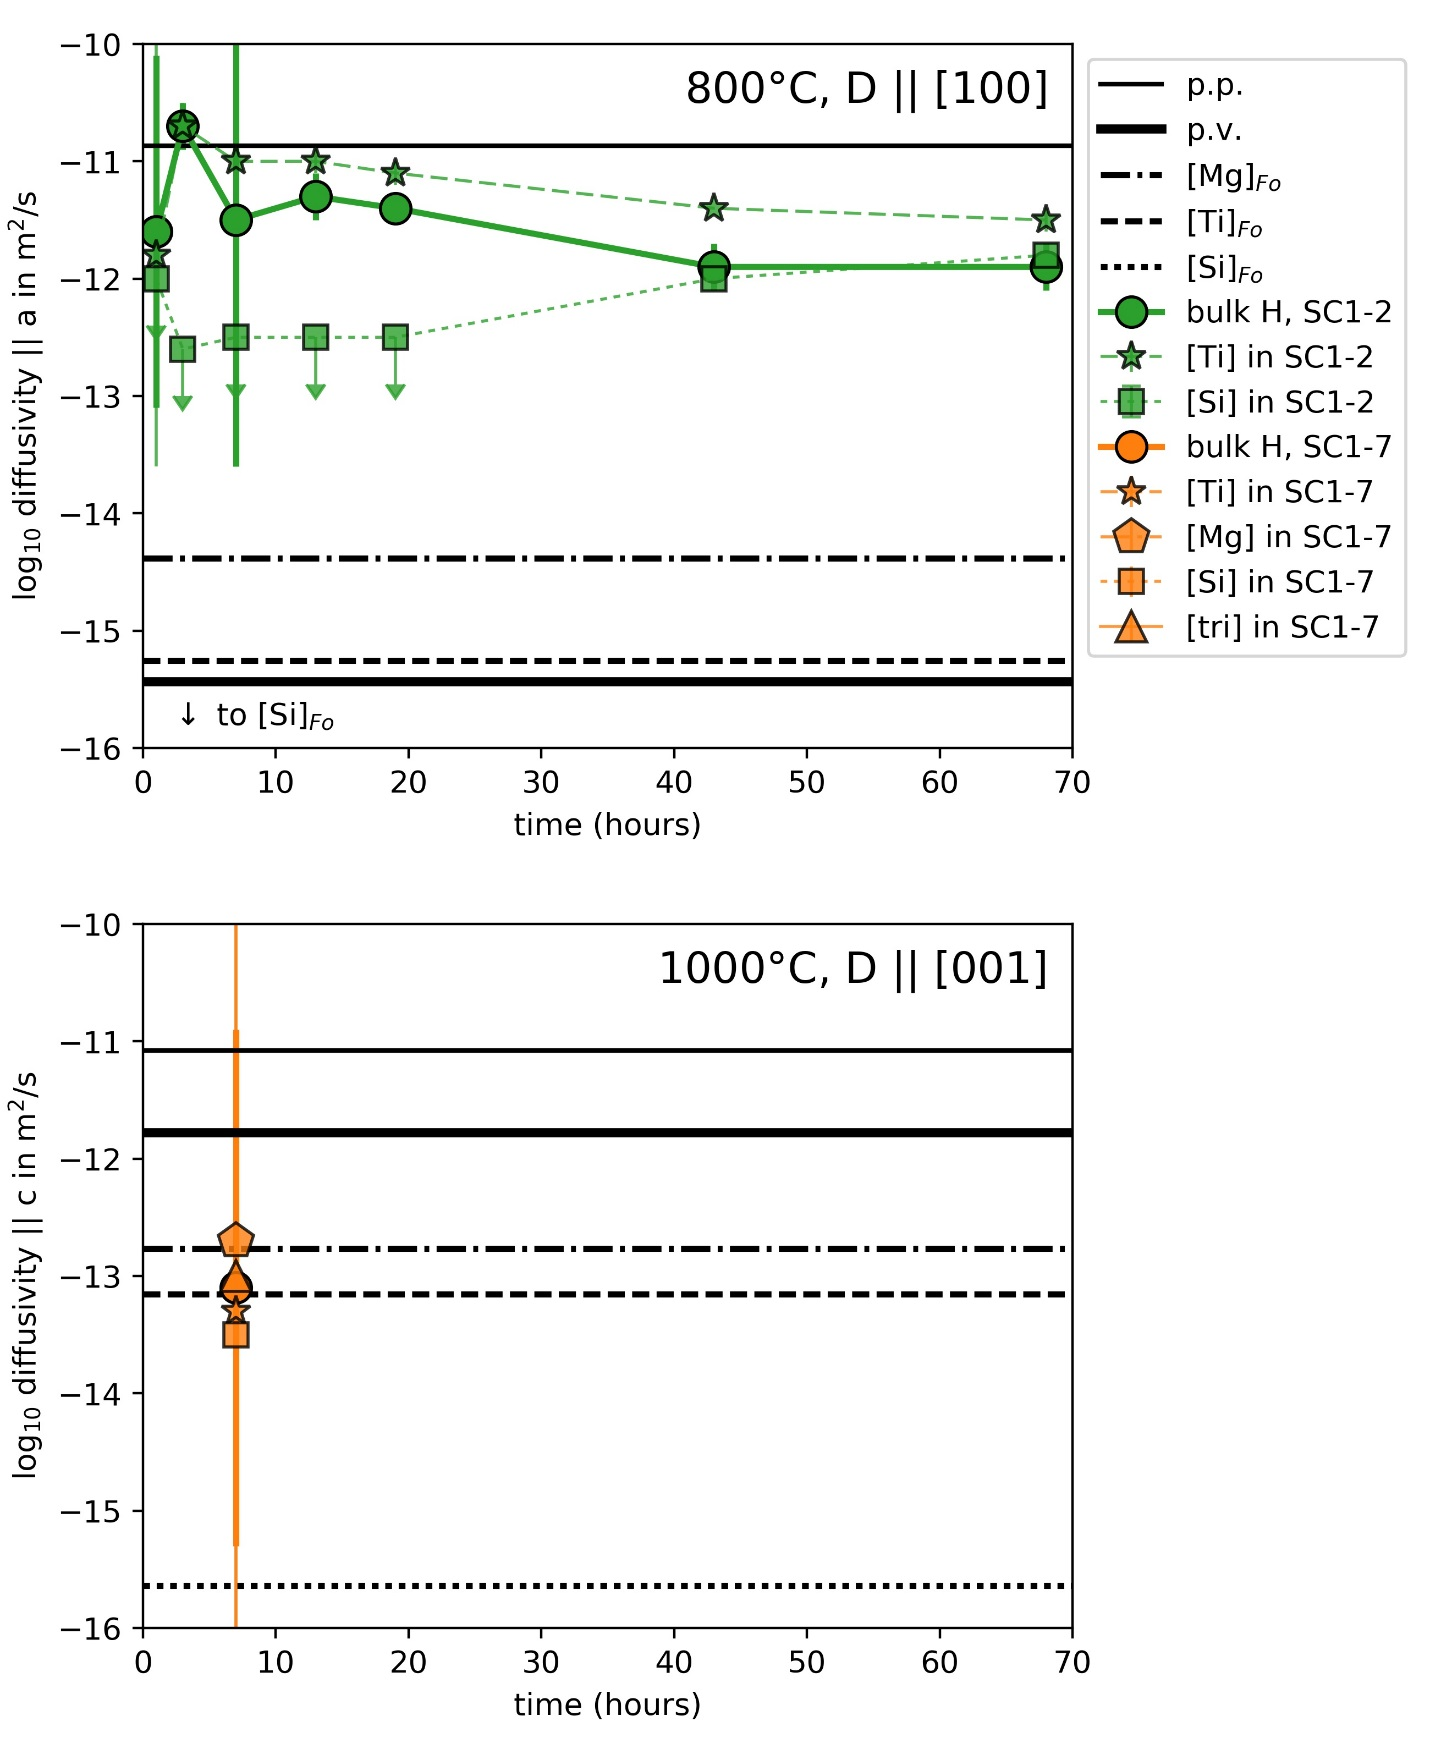 800°C, D || [100]
log₁₀ diffusivity || a in m²/s
−10
−11
−12
−13
−14
−15
−16
↓ to [Si]Fo
0 10 20 30 40 50 60 70
time (hours)
p.p.
p.v.
[Mg]Fo
[Ti]Fo
[Si]Fo
bulk H, SC1-2
[Ti] in SC1-2
[Si] in SC1-2
bulk H, SC1-7
[Ti] in SC1-7
[Mg] in SC1-7
[Si] in SC1-7
[tri] in SC1-7
1000°C, D || [001]
log₁₀ diffusivity || c in m²/s
−10
−11
−12
−13
−14
−15
−16
0 10 20 30 40 50 60 70
time (hours)